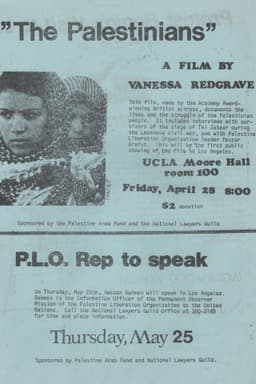 "The Palestinians"
A FILM BY
VANESSA REDGRAVE
This film, made by the Academy Award-
winning British actress, documents the
lives and the struggle of the Palestinian
people. It includes interviews with sur-
vivors of the siege of Tel Zaatar during
the Lebanese civil war, and with Palestine
Liberation Organization leader Yasser
Arafat. This will be the first public
showing of the film in Los Angeles.
UCLA Moore Hall
room 100
Friday, April 28 8:00
$2 donation
Sponsored by the Palestine Arab Fund and the National Lawyers Guild
P.L.O. Rep to speak
On Thursday, May 25th, Hassan Rahman will speak in Los Angeles.
Rahman is the Information Officer of the Permanent Observer
Mission of the Palestine Liberation Organization to the United
Nations. Call the National Lawyers Guild Office at
for time and place information.
Thursday, May 25
Sponsored by Palestine Arab Fund and National Lawyers Guild.